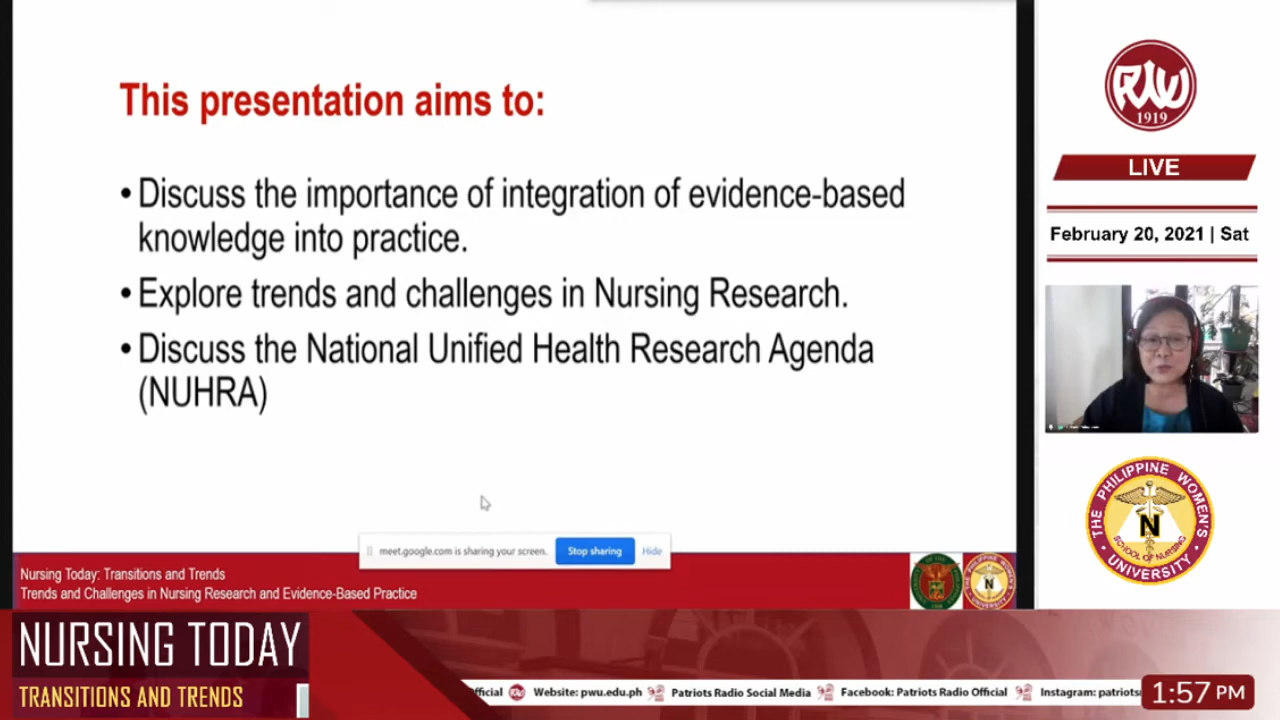 This presentation aims to:
• Discuss the importance of integration of evidence-based
knowledge into practice.
• Explore trends and challenges in Nursing Research.
• Discuss the National Unified Health Research Agenda
(NUHRA)
meet.google.com is sharing your screen.
Stop sharing
Hide
Nursing Today: Transitions and Trends
Trends and Challenges in Nursing Research and Evidence-Based Practice
PWU
1919
LIVE
February 20, 2021 | Sat
THE PHILIPPINE WOMEN'S
UNIVERSITY
N
SCHOOL OF NURSING
NURSING TODAY
TRANSITIONS AND TRENDS
fficial Website: pwu.edu.ph Patriots Radio Social Media Facebook: Patriots Radio Official Instagram: patriots
1:57 PM